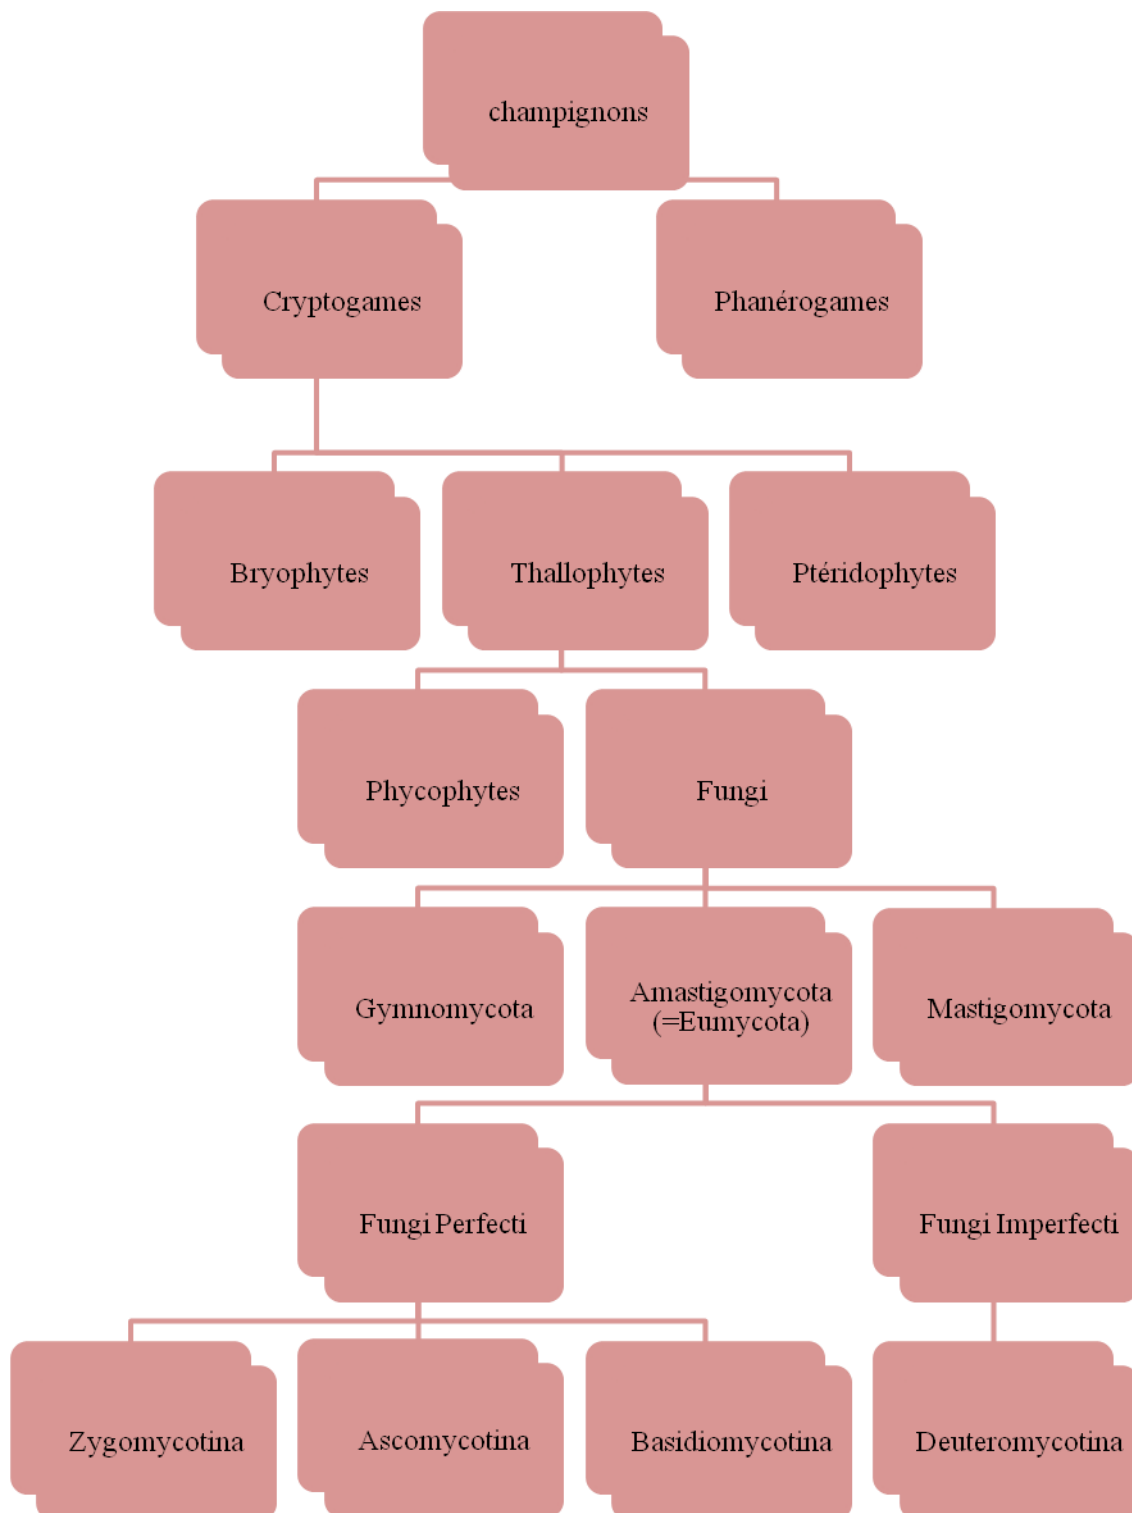 champignons
Cryptogames
Phanérogames
Bryophytes
Thallophytes
Ptéridophytes
Phycophytes
Fungi
Gymnomycota
Amastigomycota
(=Eumycota)
Mastigomycota
Fungi Perfecti
Fungi Imperfecti
Zygomycotina
Ascomycotina
Basidiomycotina
Deuteromycotina